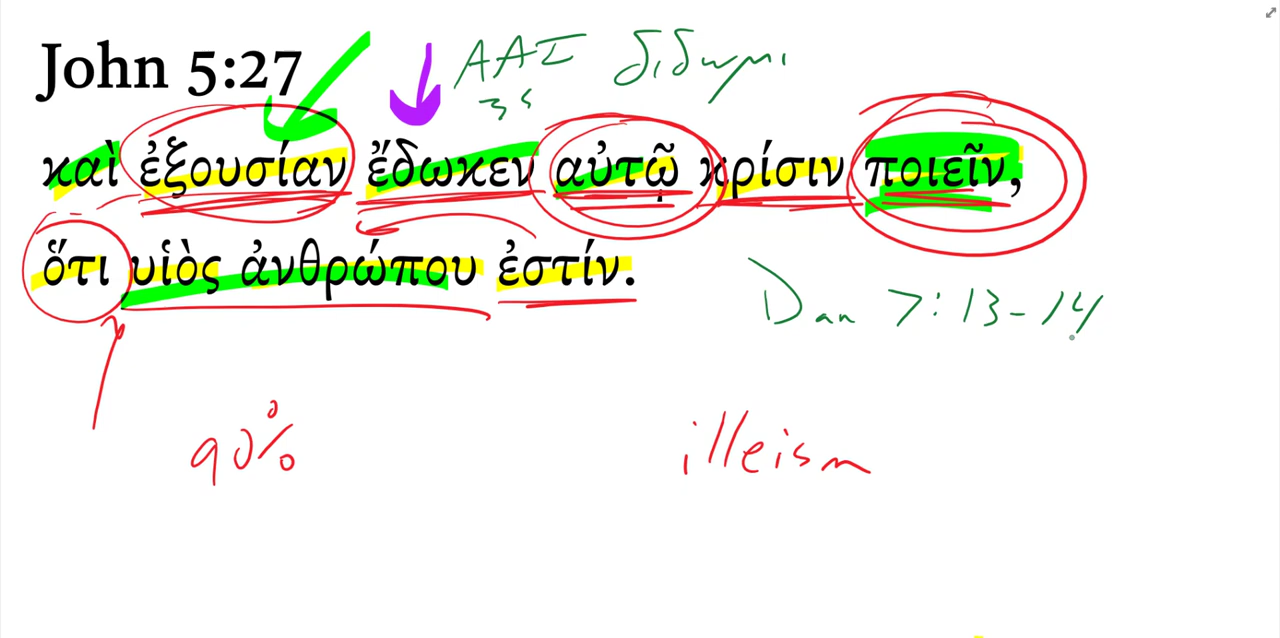 John 5:27
AAI δίδωμι
3S
καὶ ἐξουσίαν ἔδωκεν αὐτῷ κρίσιν ποιεῖν,
ὅτι υἱὸς ἀνθρώπου ἐστίν.
Dan 7:13-14
90%
illeism